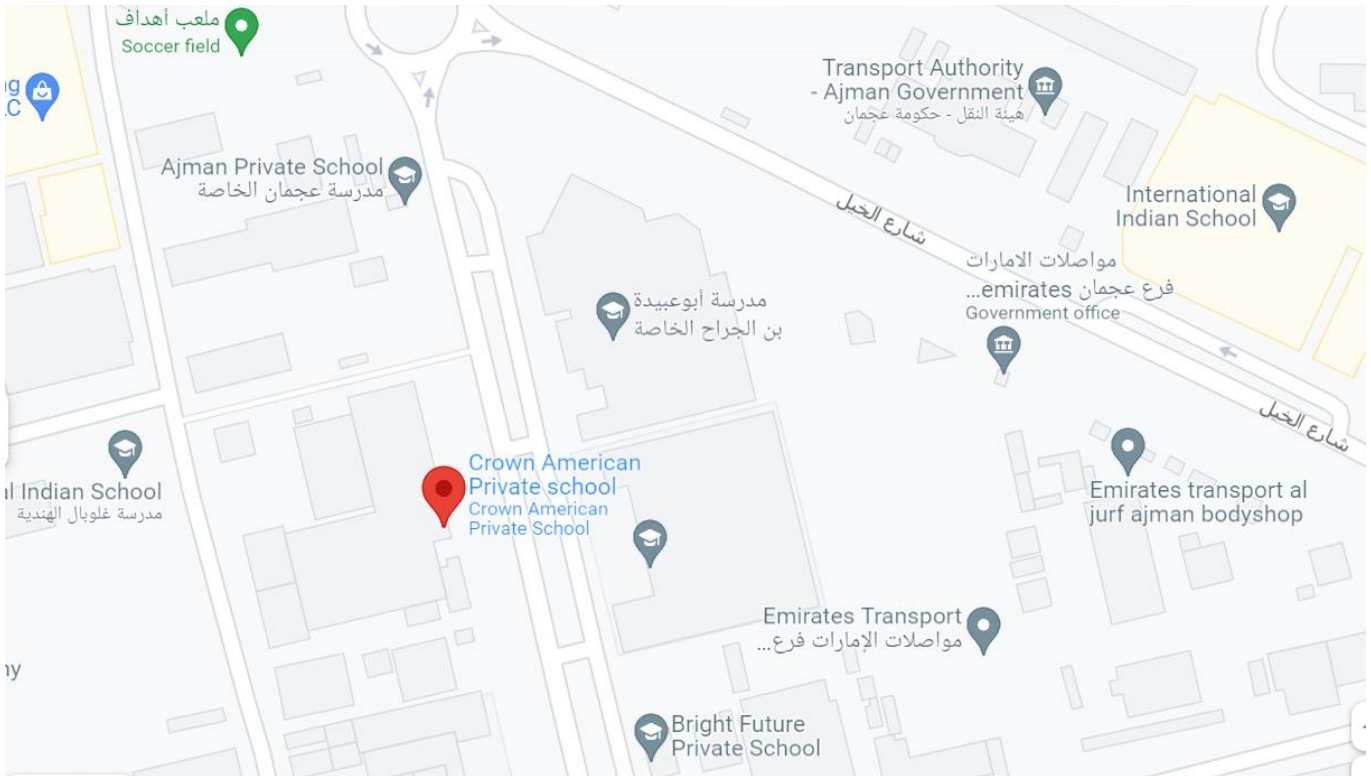 ملعب أهداف
Soccer field
Transport Authority
- Ajman Government
هيئة النقل - حكومة عجمان
Ajman Private School
مدرسة عجمان الخاصة
International
Indian School
شارع الخيل
مواصلات الامارات
فرع عجمان emirates...
Government office
مدرسة أبوعبيدة
بن الجراح الخاصة
شارع الخيل
Crown American
Private school
Crown American
Private School
Indian School
مدرسة غلوبال الهندية
Emirates transport al
jurf ajman bodyshop
Emirates Transport
مواصلات الإمارات فرع...
Bright Future
Private School